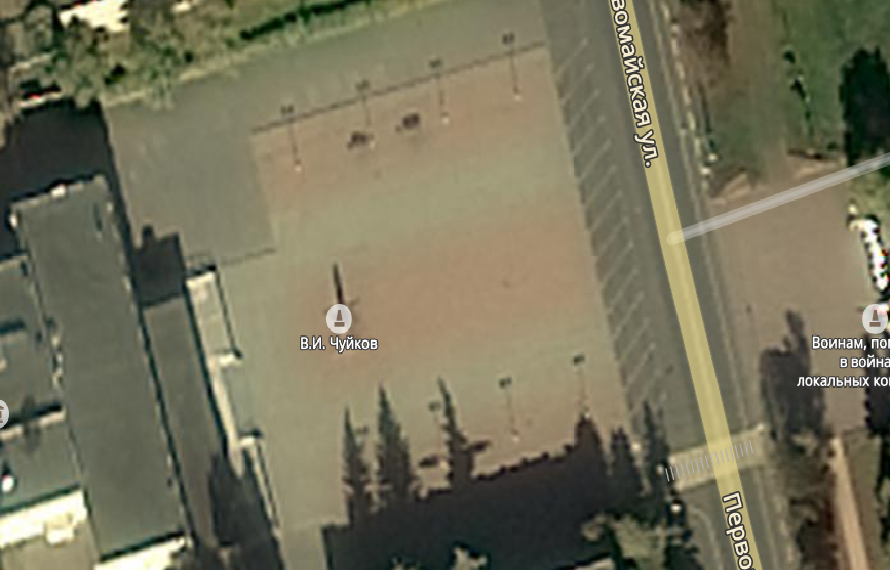 вомайская ул.
В.И. Чуйков
Воинам, по
в война
локальных ко
Перво